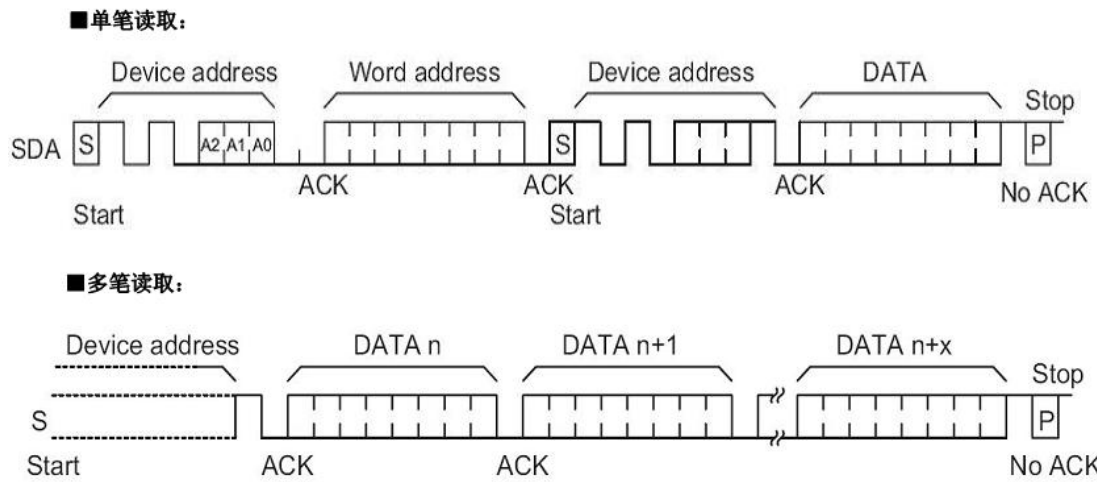 ■单笔读取：
Device address Word address Device address DATA
Stop
SDA S A2 A1 A0 S P
ACK ACK ACK No ACK
Start Start
■多笔读取：
Device address DATA n DATA n+1 DATA n+x
Stop
S P
Start ACK ACK No ACK